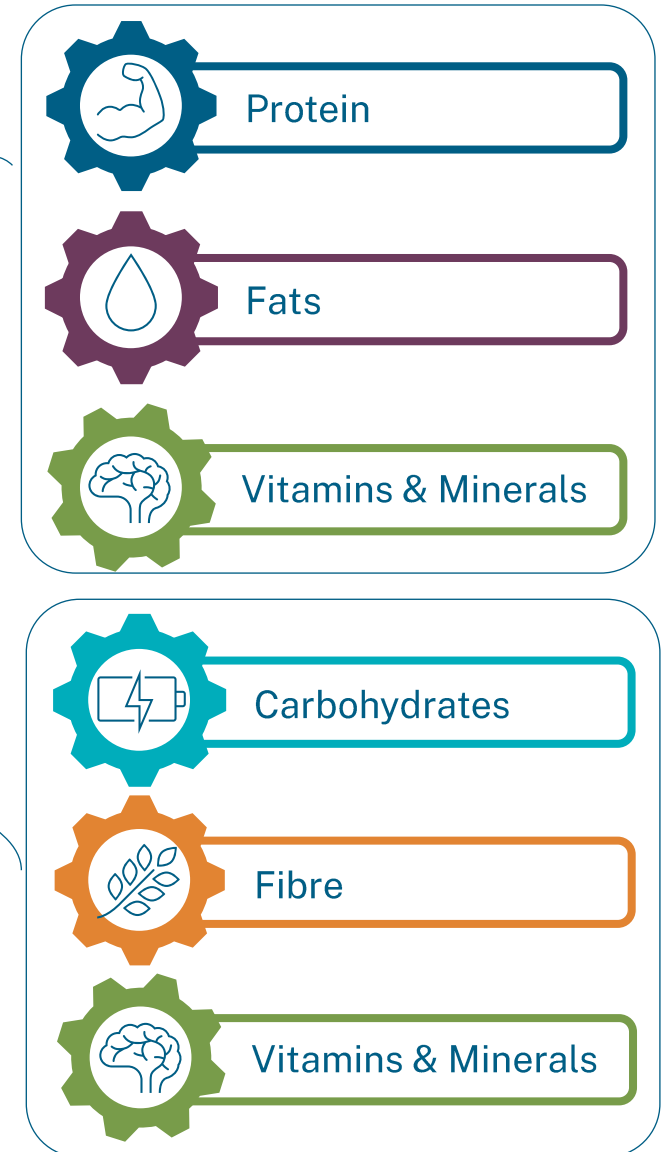 Protein
Fats
Vitamins & Minerals
Carbohydrates
Fibre
Vitamins & Minerals